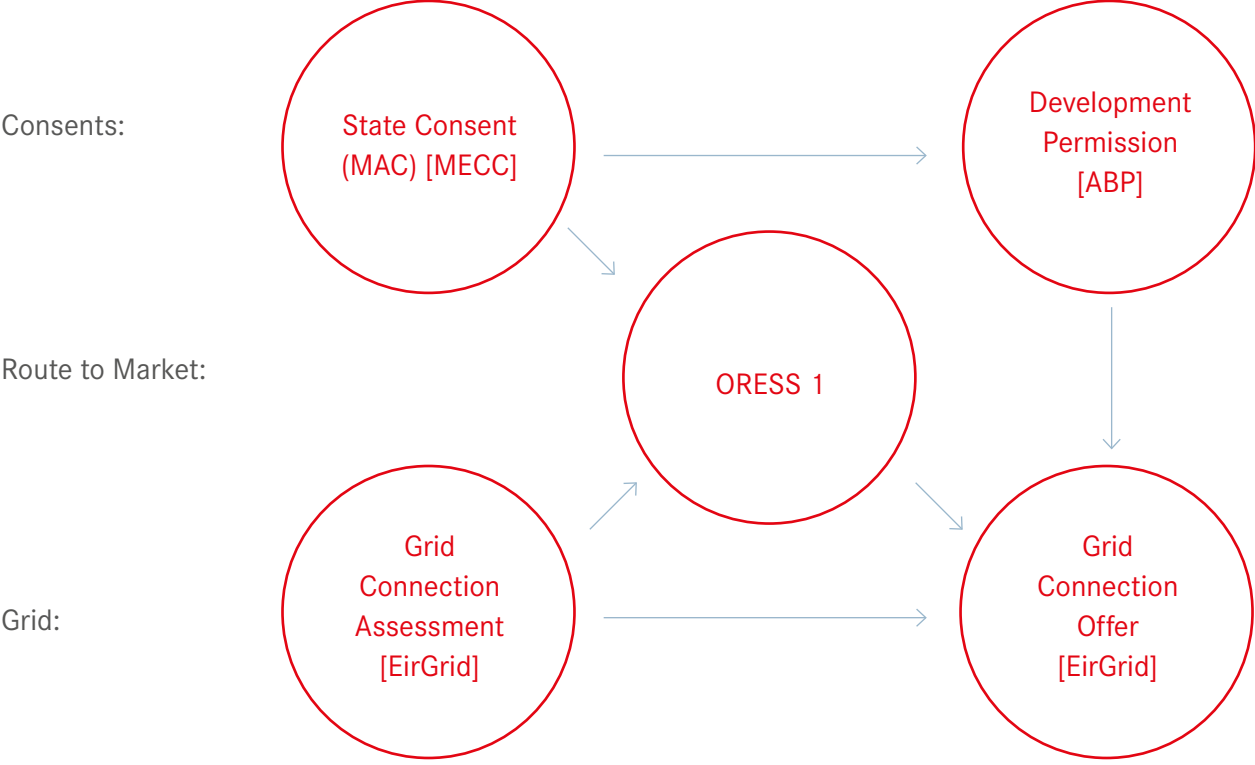 Consents:
State Consent
(MAC) [MECC]
Development
Permission
[ABP]
Route to Market:
ORESS 1
Grid:
Grid
Connection
Assessment
[EirGrid]
Grid
Connection
Offer
[EirGrid]